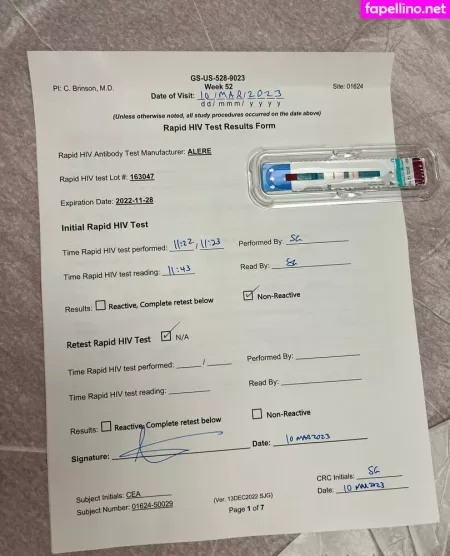 fapellino.net
GS-US-528-9023
PI: C. Brinson, M.D. Week 52 Site: 01624
Date of Visit: 10/MAR/2023
dd/mmm/yyyy
(Unless otherwise noted, all study procedures occurred on the date above)
Rapid HIV Test Results Form
Rapid HIV Antibody Test Manufacturer: ALERE
Rapid HIV test Lot #: 163047
Expiration Date: 2022-11-28
Initial Rapid HIV Test
Time Rapid HIV test performed: 11:22 / 11:23 Performed By: SG
Time Rapid HIV test reading: 11:43 Read By: SG
Results: Reactive, Complete retest below Non-Reactive
Retest Rapid HIV Test N/A
Time Rapid HIV test performed: / Performed By:
Time Rapid HIV test reading: Read By:
Results: Reactive, Complete retest below Non-Reactive
Signature: Date: 10 MAR 2023
Subject Initials: CEA CRC Initials: SG
Subject Number: 01624-50029 (Ver. 13DEC2022 SJG) Date: 10 MAR 2023
Page 1 of 7